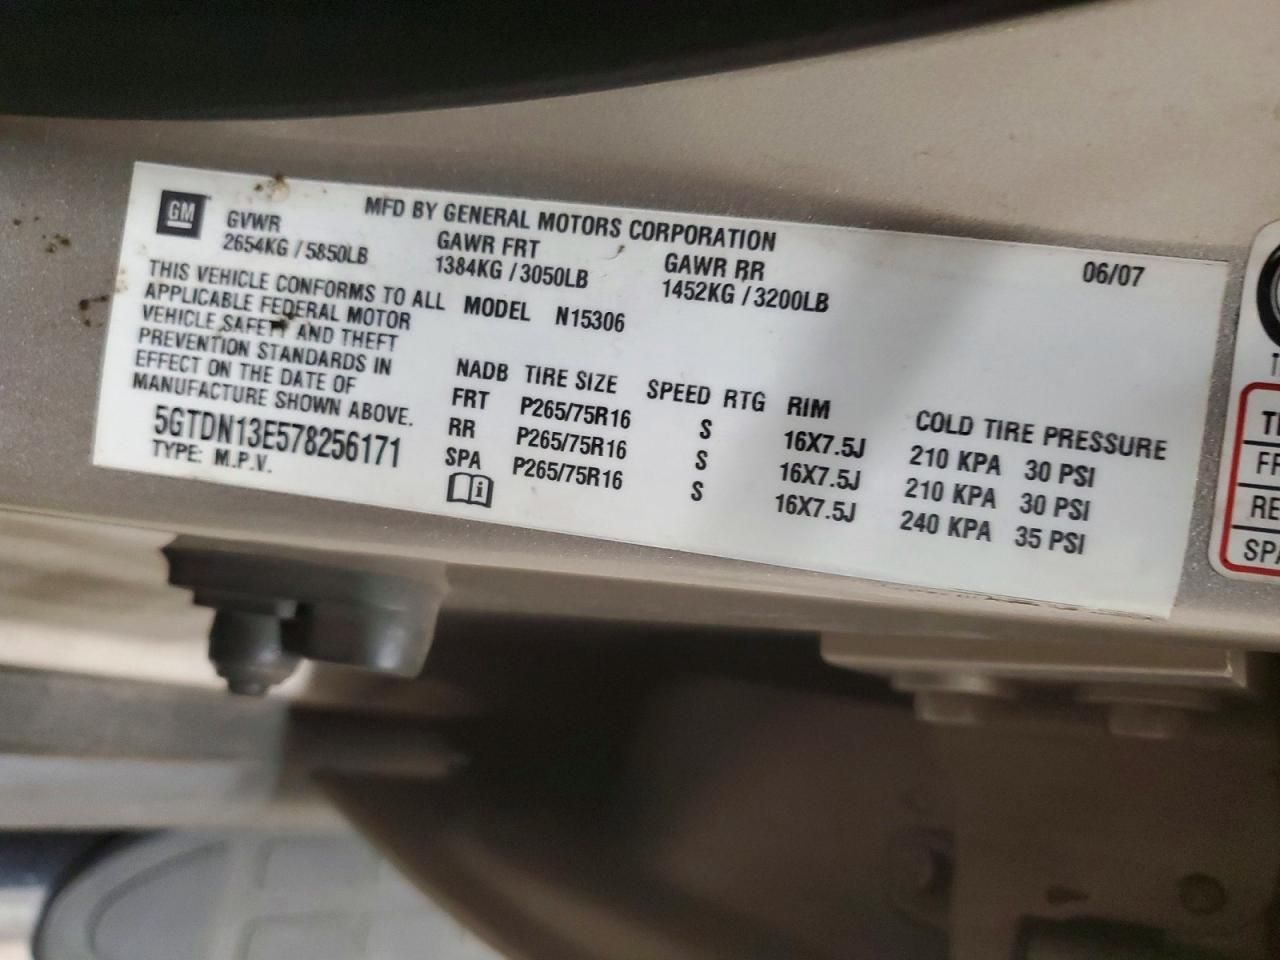 GM
MFD BY GENERAL MOTORS CORPORATION
GVWR GAWR FRT GAWR RR 06/07
2654KG / 5850LB 1384KG / 3050LB 1452KG / 3200LB
THIS VEHICLE CONFORMS TO ALL
APPLICABLE FEDERAL MOTOR
VEHICLE SAFETY AND THEFT
PREVENTION STANDARDS IN
EFFECT ON THE DATE OF
MANUFACTURE SHOWN ABOVE.
5GTDN13E578256171
TYPE: M.P.V.
MODEL N15306
NADB TIRE SIZE SPEED RTG RIM COLD TIRE PRESSURE
FRT P265/75R16 S 16X7.5J 210 KPA 30 PSI
RR P265/75R16 S 16X7.5J 210 KPA 30 PSI
SPA P265/75R16 S 16X7.5J 240 KPA 35 PSI